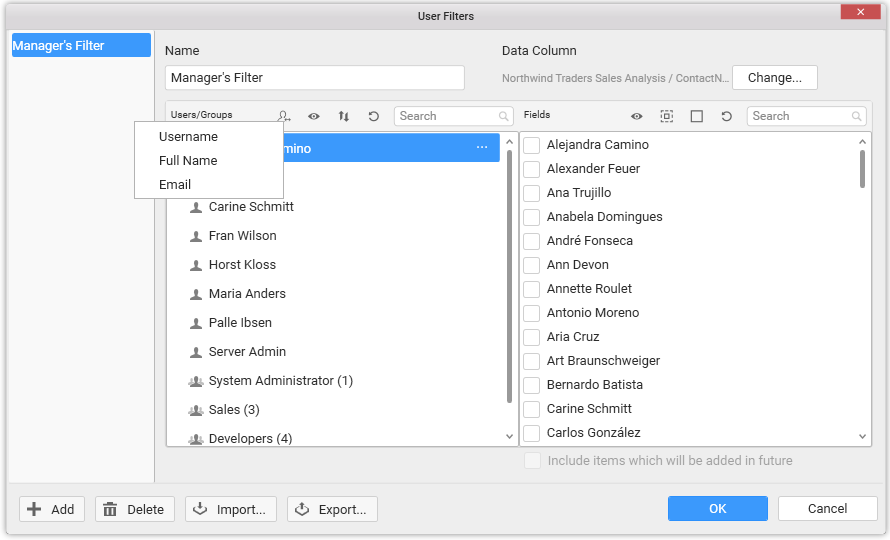 User Filters
Manager's Filter
Name
Data Column
Manager's Filter
Northwind Traders Sales Analysis / ContactN...
Change...
Users/Groups
Search
Fields
Search
Username
Full Name
Email
mino
...
Carine Schmitt
Fran Wilson
Horst Kloss
Maria Anders
Palle Ibsen
Server Admin
System Administrator (1)
Sales (3)
Developers (4)
Alejandra Camino
Alexander Feuer
Ana Trujillo
Anabela Domingues
André Fonseca
Ann Devon
Annette Roulet
Antonio Moreno
Aria Cruz
Art Braunschweiger
Bernardo Batista
Carine Schmitt
Carlos González
Include items which will be added in future
Add
Delete
Import...
Export...
OK
Cancel